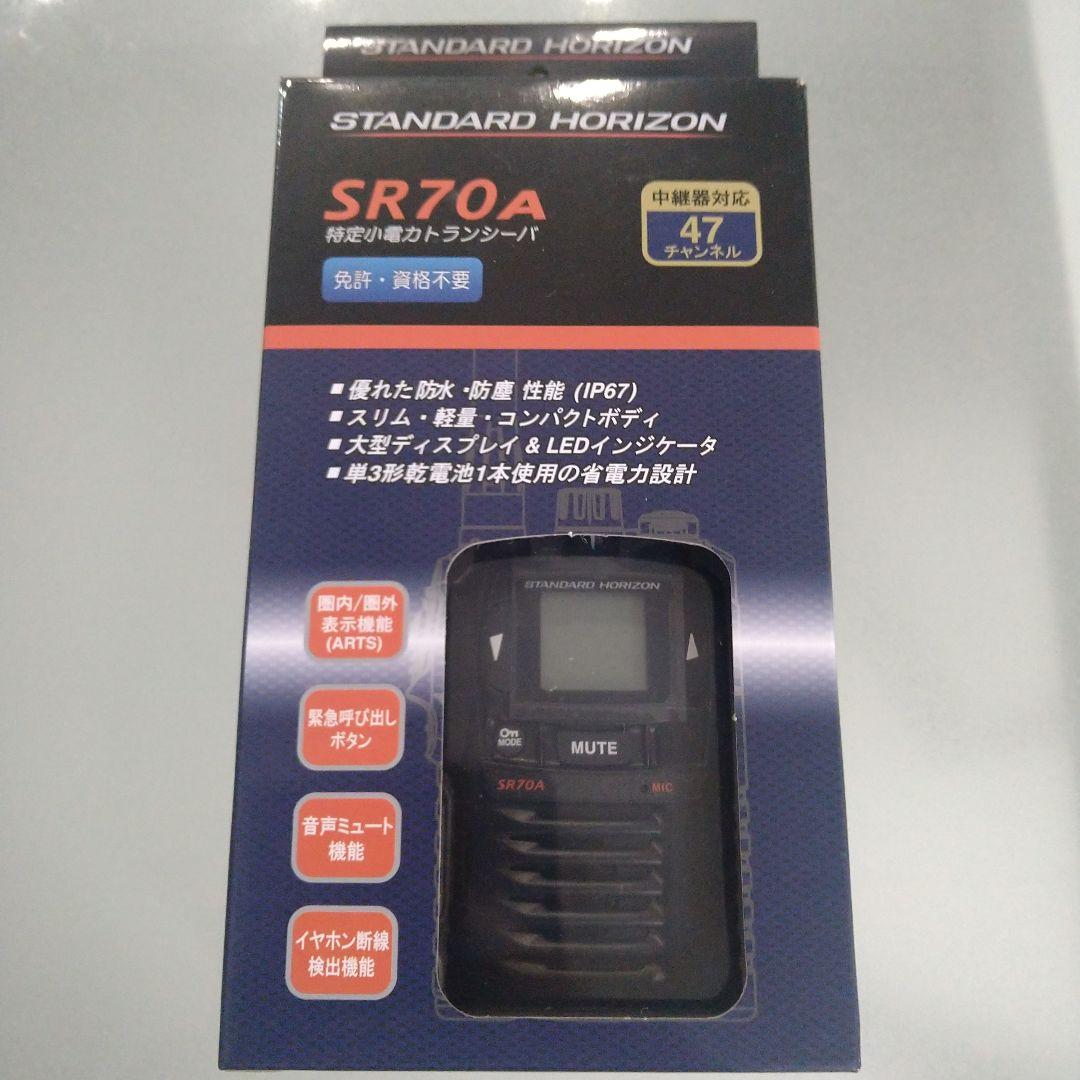 STANDARD HORIZON
STANDARD HORIZON
SR70A
特定小電力トランシーバ
免許・資格不要
中継器対応
47
チャンネル
■優れた防水・防塵 性能 (IP67)
■スリム・軽量・コンパクトボディ
■大型ディスプレイ & LEDインジケータ
■単3形乾電池1本使用の省電力設計
圏内/圏外
表示機能
(ARTS)
緊急呼び出し
ボタン
音声ミュート
機能
イヤホン断線
検出機能
STANDARD HORIZON
MODE
MUTE
SR70A
MIC